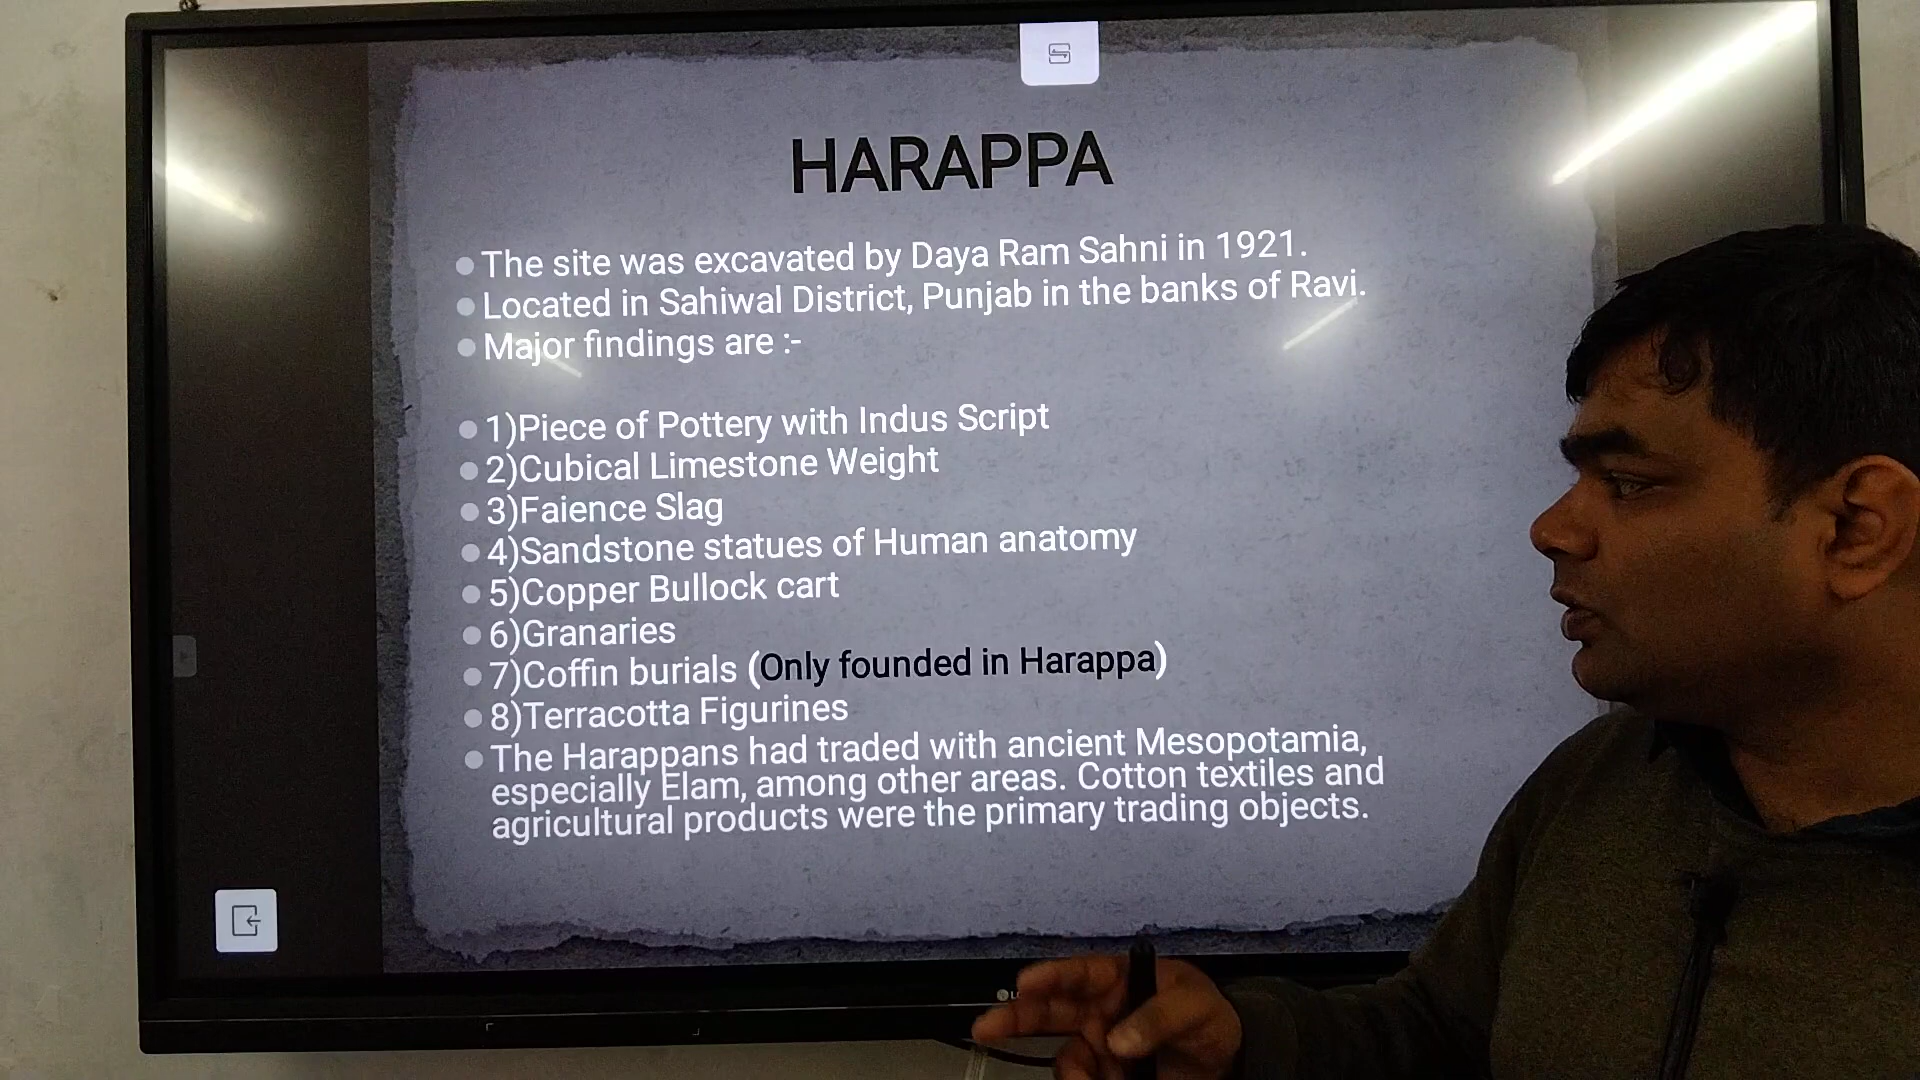 HARAPPA
The site was excavated by Daya Ram Sahni in 1921.
Located in Sahiwal District, Punjab in the banks of Ravi.
Major findings are :-
1)Piece of Pottery with Indus Script
2)Cubical Limestone Weight
3)Faience Slag
4)Sandstone statues of Human anatomy
5)Copper Bullock cart
6)Granaries
7)Coffin burials (Only founded in Harappa)
8)Terracotta Figurines
The Harappans had traded with ancient Mesopotamia,
especially Elam, among other areas. Cotton textiles and
agricultural products were the primary trading objects.